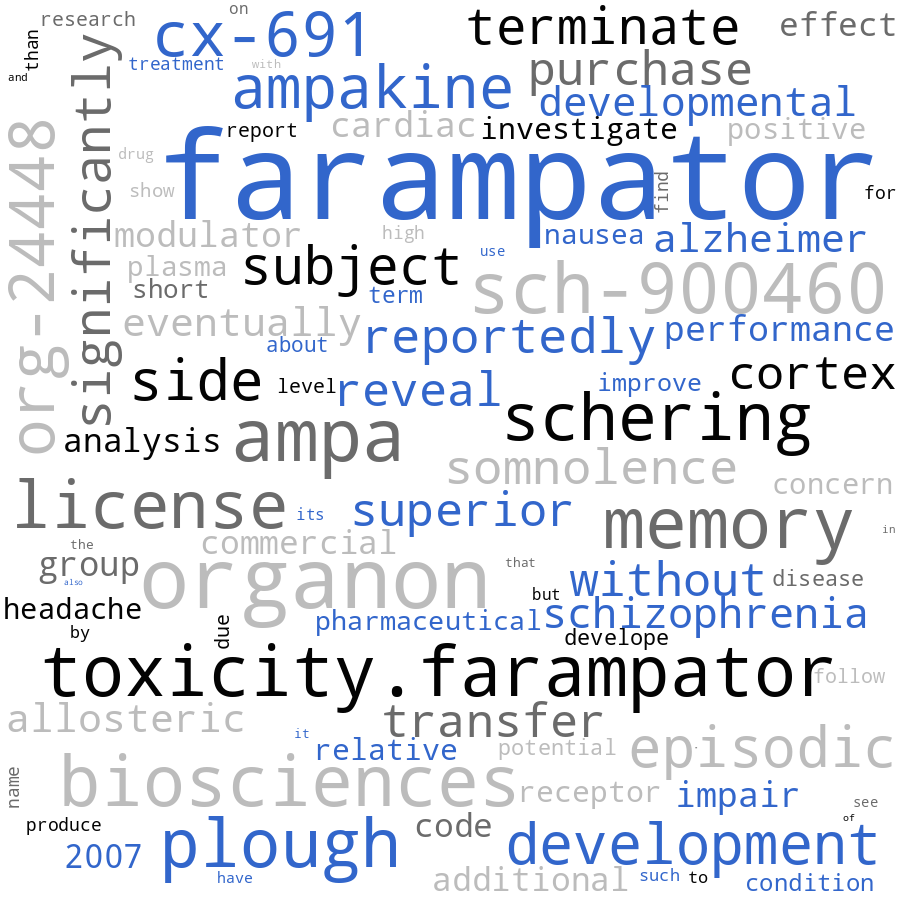 on
research
cx-691
terminate
effect
than
treatment
with
and
significantly
ampakine
purchase
developmental
report
cardiac
investigate
positive
org-24448
drug
farampator
show
find
for
modulator
high
nausea
alzheimer
use
plasma
subject
sch-900460
short
term
eventually
about
reportedly
performance
side
level
reveal
improve
cortex
analysis
ampa
schering
somnolence
concern
license
its
superior
memory
in
the
commercial
group
also
organon
that
but
without
disease
headache
by
due
pharmaceutical
schizophrenia
develope
toxicity.farampator
follow
allosteric
transfer
it
relative
potential
episodic
name
biosciences
receptor
impair
see
produce
2007
plough
code
of
development
have
additional
such
to
condition